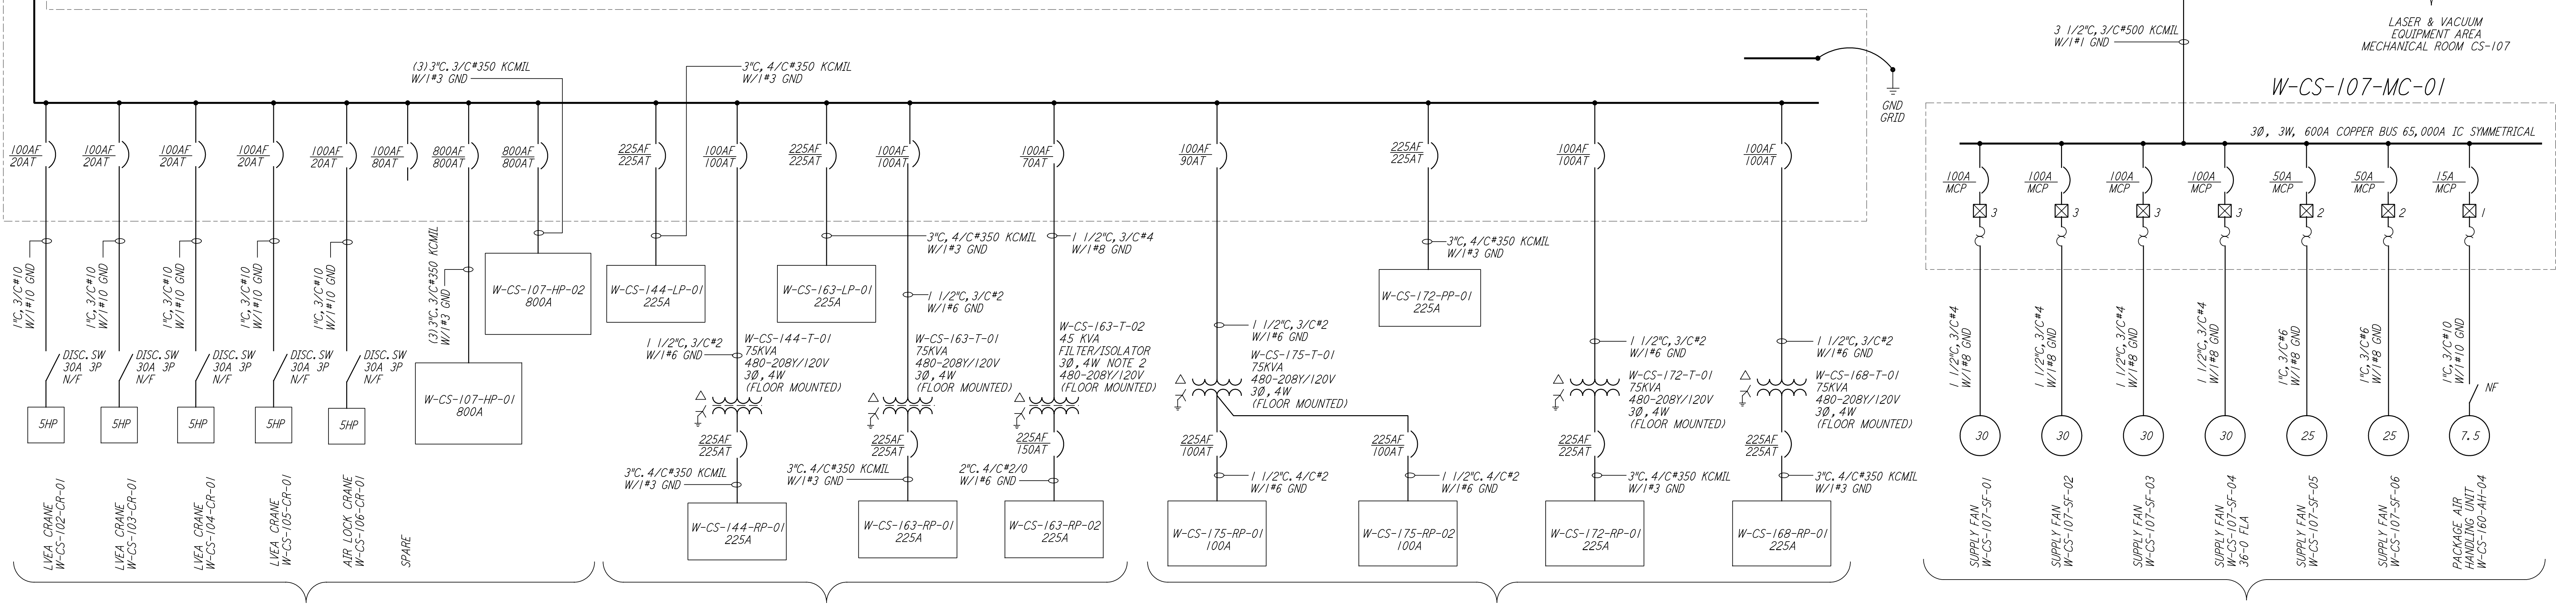 3 1/2"C, 3/C#500 KCMIL
W/1#1 GND
LASER & VACUUM
EQUIPMENT AREA
MECHANICAL ROOM CS-107
W-CS-107-MC-01
(3)3"C. 3/C#350 KCMIL
W/1#3 GND
3"C, 4/C#350 KCMIL
W/1#3 GND
GND
GRID
3Ø, 3W, 600A COPPER BUS 65,000A IC SYMMETRICAL
100AF
20AT
100AF
20AT
100AF
20AT
100AF
20AT
100AF
20AT
100AF
80AT
800AF
800AT
800AF
800AT
225AF
225AT
100AF
100AT
225AF
225AT
100AF
100AT
100AF
70AT
100AF
90AT
225AF
225AT
100AF
100AT
100AF
100AT
100A
MCP
100A
MCP
100A
MCP
100A
MCP
50A
MCP
50A
MCP
15A
MCP
3
3
3
3
2
2
1
1"C, 3/C#10
W/1#10 GND
1"C, 3/C#10
W/1#10 GND
1"C, 3/C#10
W/1#10 GND
1"C, 3/C#10
W/1#10 GND
1"C, 3/C#10
W/1#10 GND
(3)3"C. 3/C#350 KCMIL
W/1#3 GND
W-CS-107-HP-02
800A
W-CS-144-LP-01
225A
W-CS-163-LP-01
225A
3"C, 4/C#350 KCMIL
W/1#3 GND
1 1/2"C, 3/C#4
W/1#8 GND
3"C, 4/C#350 KCMIL
W/1#3 GND
W-CS-172-PP-01
225A
1 1/2"C, 3/C#2
W/1#6 GND
DISC. SW
30A 3P
N/F
DISC. SW
30A 3P
N/F
DISC. SW
30A 3P
N/F
DISC. SW
30A 3P
N/F
DISC. SW
30A 3P
N/F
5HP
5HP
5HP
5HP
5HP
W-CS-107-HP-01
800A
1 1/2"C, 3/C#2
W/1#6 GND
W-CS-144-T-01
75KVA
480-208Y/120V
3Ø, 4W
(FLOOR MOUNTED)
W-CS-163-T-01
75KVA
480-208Y/120V
3Ø, 4W
(FLOOR MOUNTED)
W-CS-163-T-02
45 KVA
FILTER/ISOLATOR
3Ø, 4W NOTE 2
480-208Y/120V
(FLOOR MOUNTED)
1 1/2"C, 3/C#2
W/1#6 GND
W-CS-175-T-01
75KVA
480-208Y/120V
3Ø, 4W
(FLOOR MOUNTED)
1 1/2"C, 3/C#2
W/1#6 GND
W-CS-172-T-01
75KVA
480-208Y/120V
3Ø, 4W
(FLOOR MOUNTED)
1 1/2"C, 3/C#2
W/1#6 GND
W-CS-168-T-01
75KVA
480-208Y/120V
3Ø, 4W
(FLOOR MOUNTED)
1 1/2"C, 3/C#4
W/1#8 GND
1 1/2"C, 3/C#4
W/1#8 GND
1 1/2"C, 3/C#4
W/1#8 GND
1 1/2"C, 3/C#4
W/1#8 GND
1"C, 3/C#6
W/1#8 GND
1"C, 3/C#6
W/1#8 GND
1"C, 3/C#10
W/1#10 GND
NF
30
30
30
30
25
25
7.5
225AF
225AT
225AF
225AT
225AF
150AT
225AF
100AT
225AF
100AT
225AF
225AT
225AF
225AT
3"C. 4/C#350 KCMIL
W/1#3 GND
3"C. 4/C#350 KCMIL
W/1#3 GND
2"C. 4/C#2/0
W/1#6 GND
1 1/2"C. 4/C#2
W/1#6 GND
1 1/2"C. 4/C#2
W/1#6 GND
3"C. 4/C#350 KCMIL
W/1#3 GND
3"C. 4/C#350 KCMIL
W/1#3 GND
W-CS-144-RP-01
225A
W-CS-163-RP-01
225A
W-CS-163-RP-02
225A
W-CS-175-RP-01
100A
W-CS-175-RP-02
100A
W-CS-172-RP-01
225A
W-CS-168-RP-01
225A
LVEA CRANE
W-CS-102-CR-01
LVEA CRANE
W-CS-103-CR-01
LVEA CRANE
W-CS-104-CR-01
LVEA CRANE
W-CS-105-CR-01
AIR LOCK CRANE
W-CS-106-CR-01
SPARE
SUPPLY FAN
W-CS-107-SF-01
SUPPLY FAN
W-CS-107-SF-02
SUPPLY FAN
W-CS-107-SF-03
SUPPLY FAN
W-CS-107-SF-04
36-0 FLA
SUPPLY FAN
W-CS-107-SF-05
SUPPLY FAN
W-CS-107-SF-06
PACKAGE AIR
HANDLING UNIT
W-CS-160-AH-04